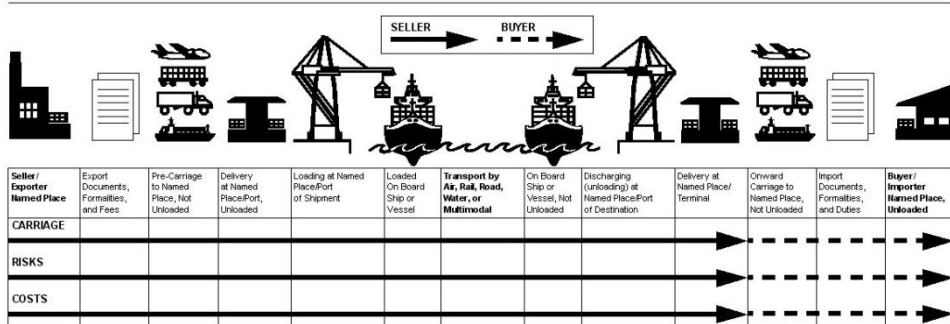 SELLER
BUYER
Seller/
Exporter
Named Place
Export
Documents,
Formalities,
and Fees
Pre-Carriage
to Named
Place, Not
Unloaded
Delivery
at Named
Place/Port,
Unloaded
Loading at Named
Place/Port
of Shipment
Loaded
On Board
Ship or
Vessel
Transport by
Air, Rail, Road,
Water, or
Multimodal
On Board
Ship or
Vessel, Not
Unloaded
Discharging
(unloading) at
Named Place/Port
of Destination
Delivery at
Named Place/
Terminal
Onward
Carriage to
Named Place,
Not Unloaded
Import
Documents,
Formalities,
and Duties
Buyer/
Importer
Named Place,
Unloaded
CARRIAGE
RISKS
COSTS